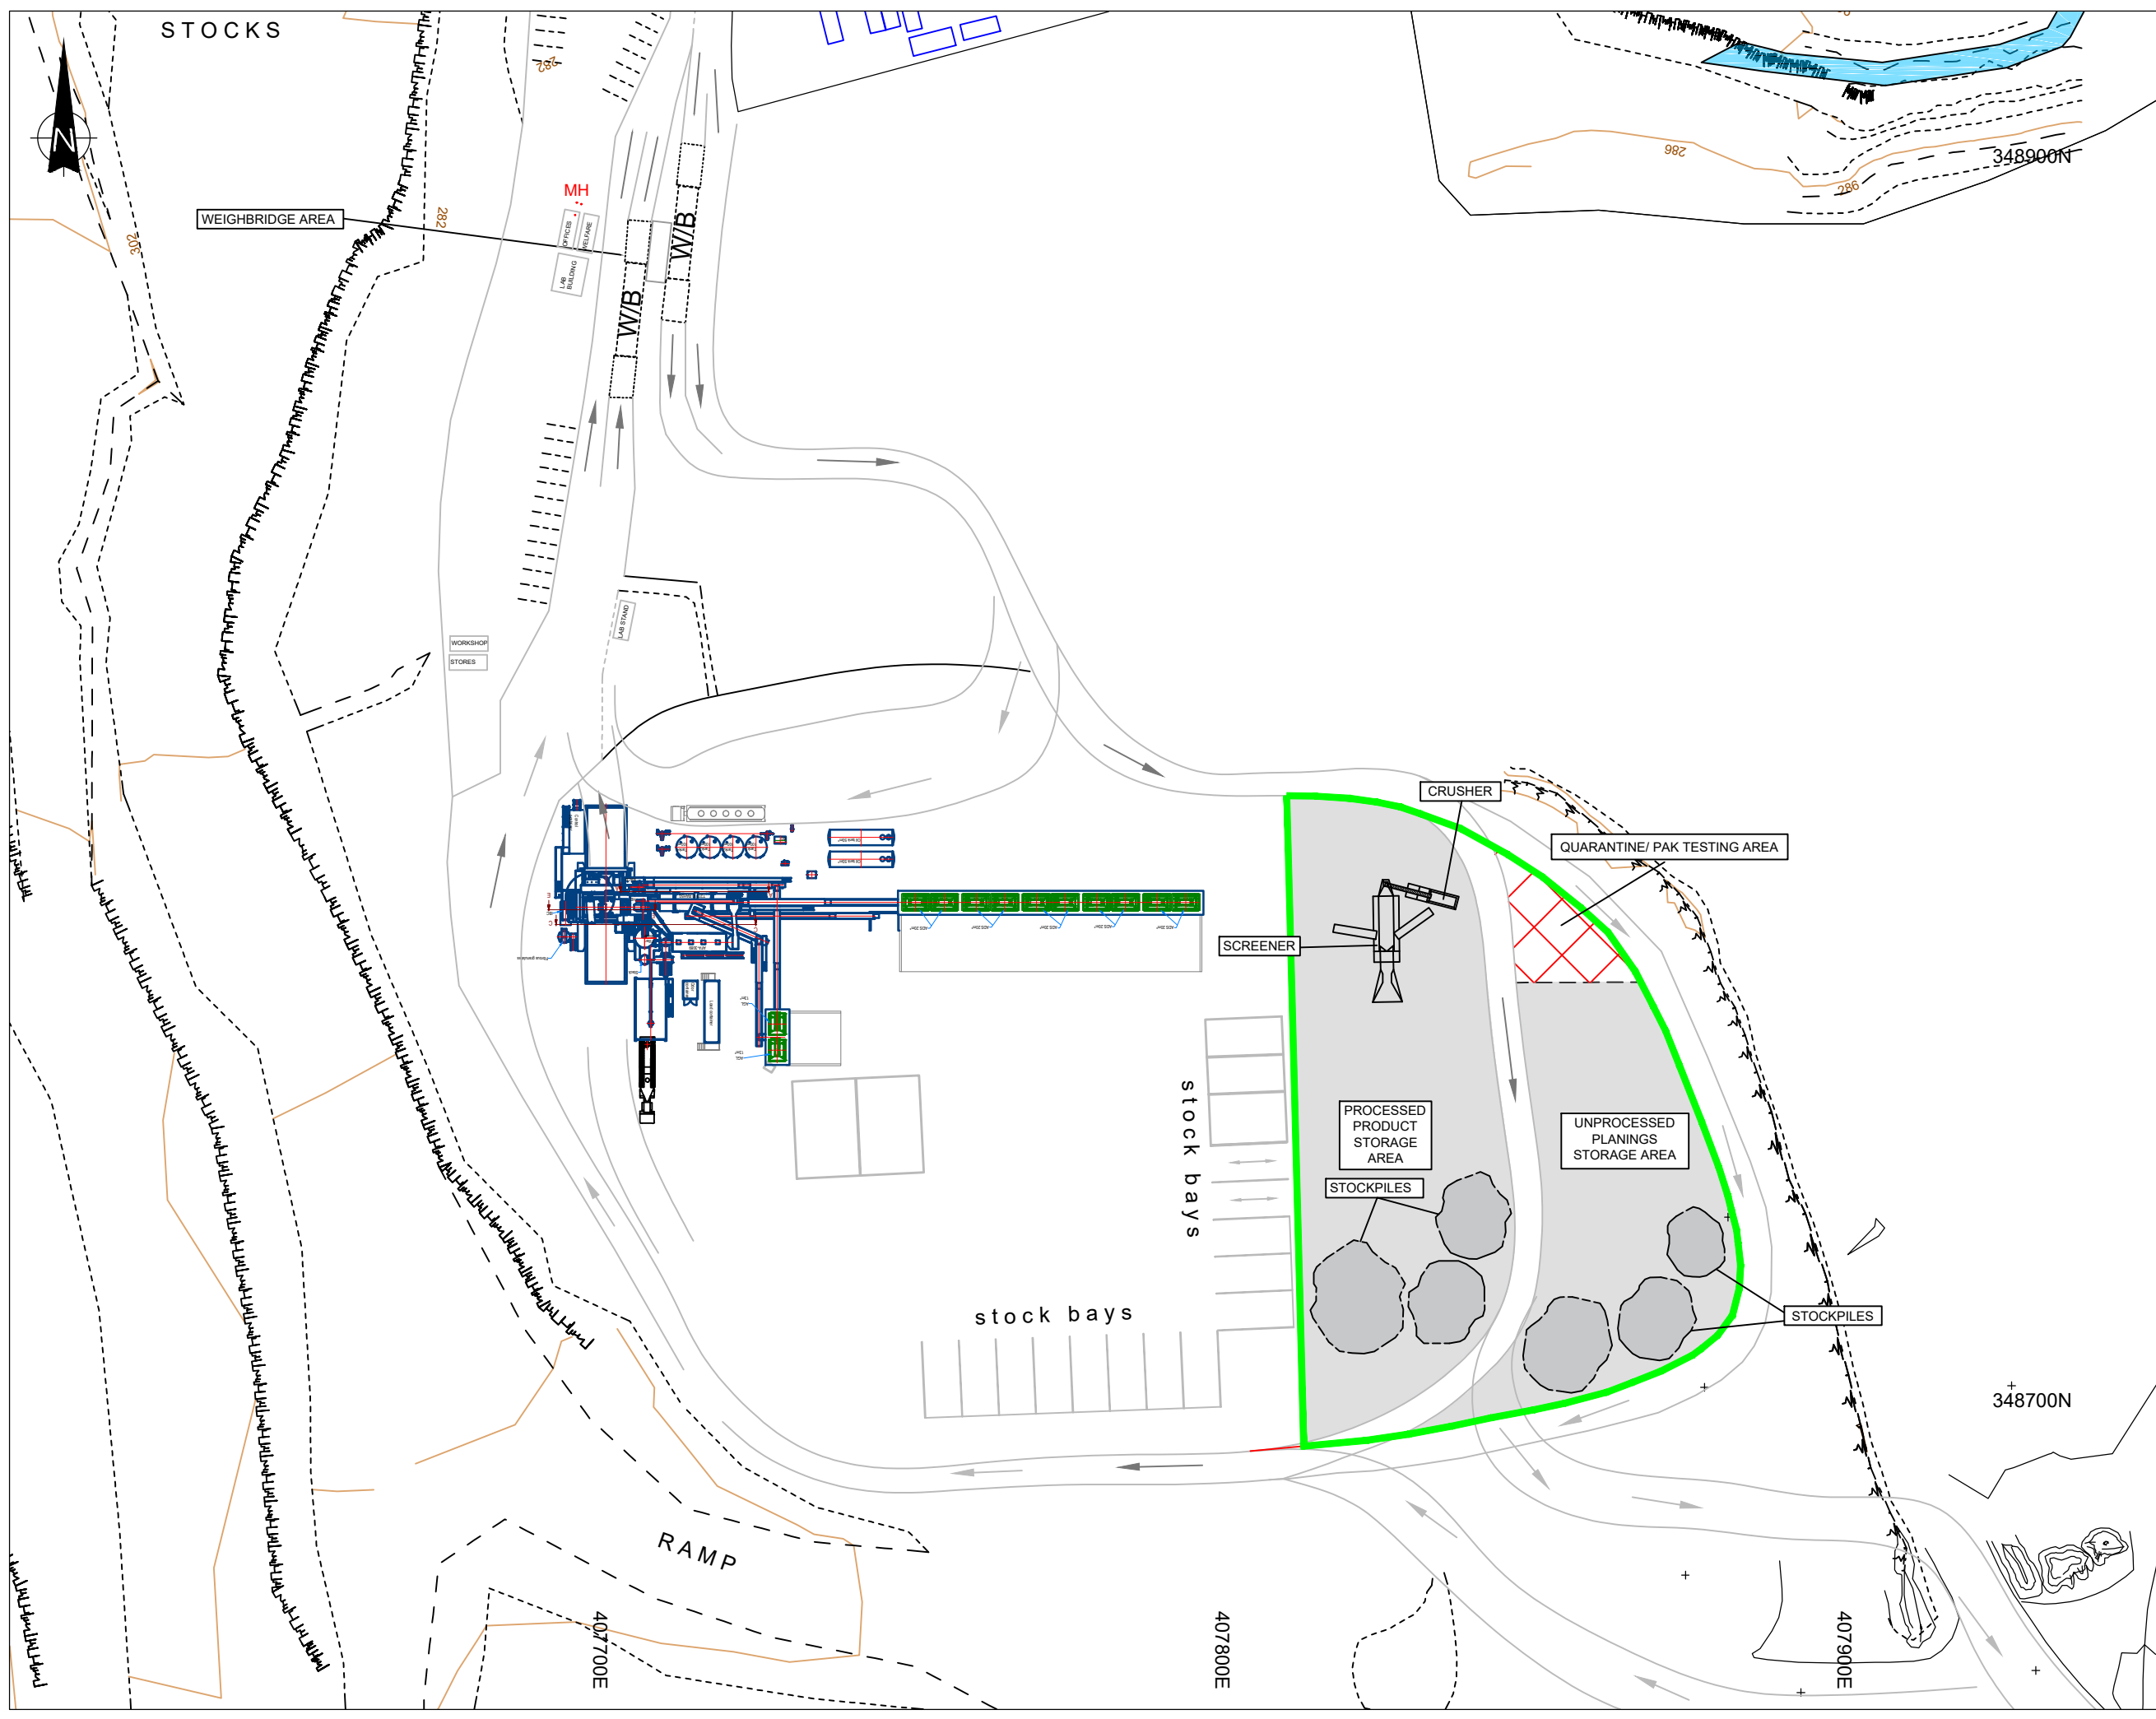 STOCKS
282
N
MH
WEIGHBRIDGE AREA
282
302
OFFICES
WELFARE
LAB
BUILDING
W/B
W/B
286
286
348900N
LAB STAND
WORKSHOP
STORES
CRUSHER
QUARANTINE/ PAK TESTING AREA
SCREENER
PROCESSED
PRODUCT
STORAGE
AREA
UNPROCESSED
PLANINGS
STORAGE AREA
STOCKPILES
stock bays
stock bays
STOCKPILES
348700N
RAMP
407700E
407800E
407900E